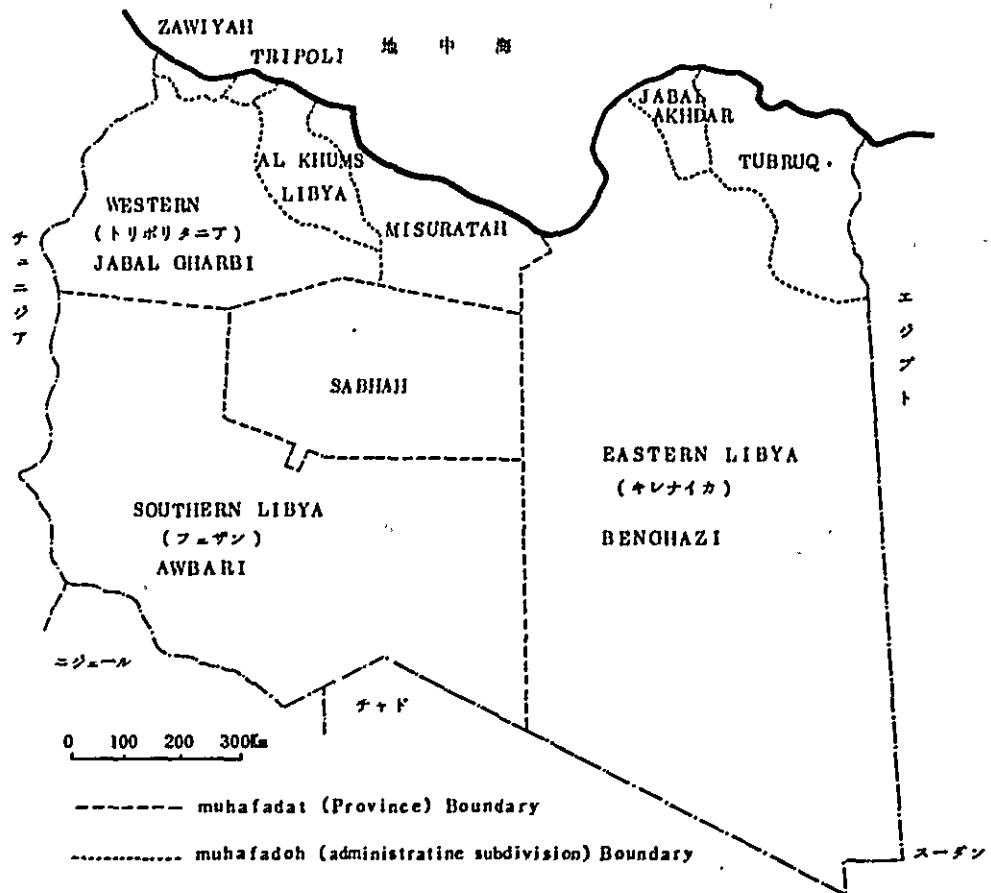 ZAWIYAH
TRIPOLI
地中海
JABAL
AKHDAR
TUBRUQ
AL KHUMS
LIBYA
WESTERN
(トリポリタニア)
JABAL GHARBI
MISURATAH
チュニジア
エジプト
SABHAH
EASTERN LIBYA
(キレナイカ)
BENGHAZI
SOUTHERN LIBYA
(フェザン)
AWBARI
ニジェール
チャド
0 100 200 300Km
muhafadat (Province) Boundary
muhafadoh (administratine subdivision) Boundary
スーダン